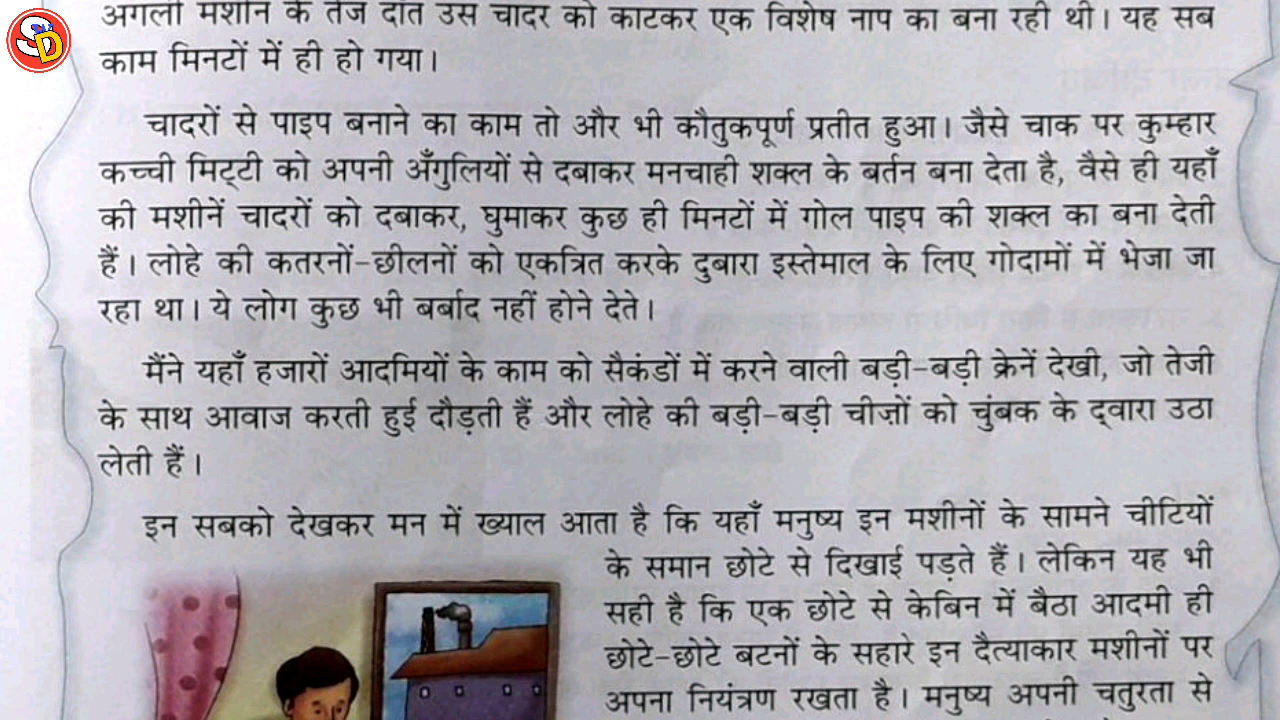 SD
अगली मशीन के तेज दाँत उस चादर को काटकर एक विशेष नाप का बना रही थी। यह सब
काम मिनटों में ही हो गया।
चादरों से पाइप बनाने का काम तो और भी कौतुकपूर्ण प्रतीत हुआ। जैसे चाक पर कुम्हार
कच्ची मिट्टी को अपनी अँगुलियों से दबाकर मनचाही शक्ल के बर्तन बना देता है, वैसे ही यहाँ
की मशीनें चादरों को दबाकर, घुमाकर कुछ ही मिनटों में गोल पाइप की शक्ल का बना देती
हैं। लोहे की कतरनों-छीलनों को एकत्रित करके दुबारा इस्तेमाल के लिए गोदामों में भेजा जा
रहा था। ये लोग कुछ भी बर्बाद नहीं होने देते।
मैंने यहाँ हजारों आदमियों के काम को सैकंडों में करने वाली बड़ी-बड़ी क्रेनें देखी, जो तेजी
के साथ आवाज करती हुई दौड़ती हैं और लोहे की बड़ी-बड़ी चीज़ों को चुंबक के द्वारा उठा
लेती हैं।
इन सबको देखकर मन में ख्याल आता है कि यहाँ मनुष्य इन मशीनों के सामने चीटियों
के समान छोटे से दिखाई पड़ते हैं। लेकिन यह भी
सही है कि एक छोटे से केबिन में बैठा आदमी ही
छोटे-छोटे बटनों के सहारे इन दैत्याकार मशीनों पर
अपना नियंत्रण रखता है। मनुष्य अपनी चतुरता से